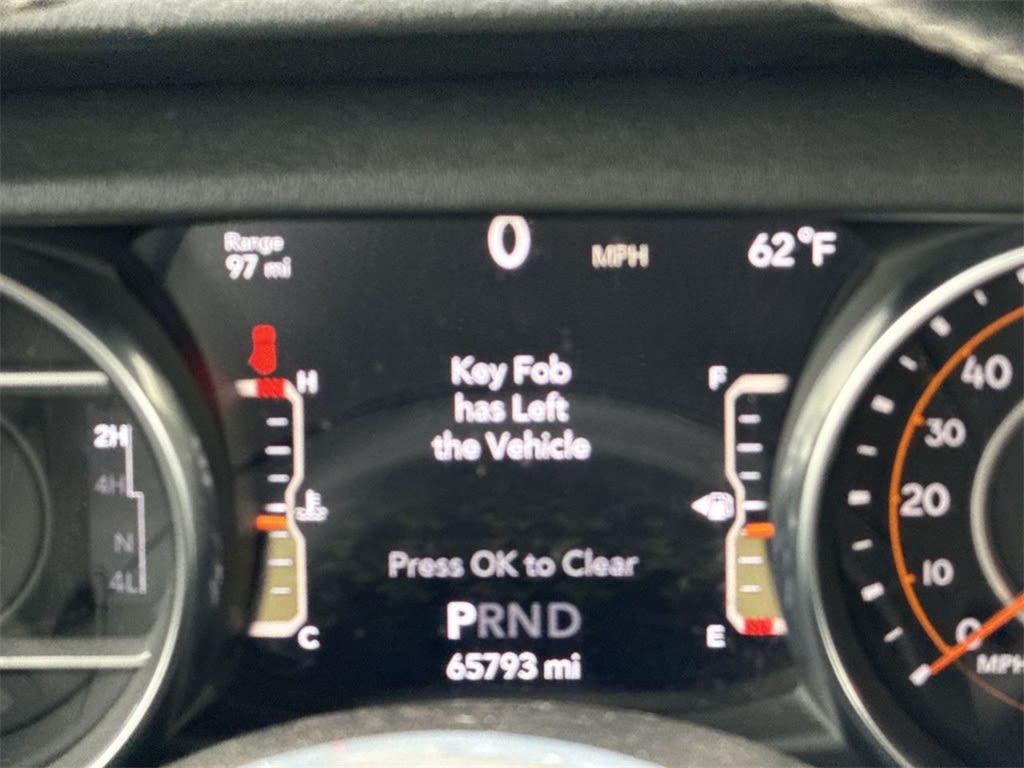 Range
97 mi
0 MPH
62°F
H
C
Key Fob
has Left
the Vehicle
Press OK to Clear
PRND
65793 mi
F
E
2H
4H
N
4L
40
30
20
10
0
MPH